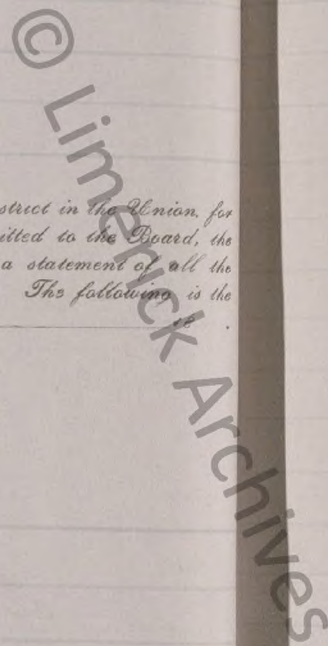 © Limerick Archives
strict in the Union, for
itted to the Board, the
a statement of all the
The following is the
18 .